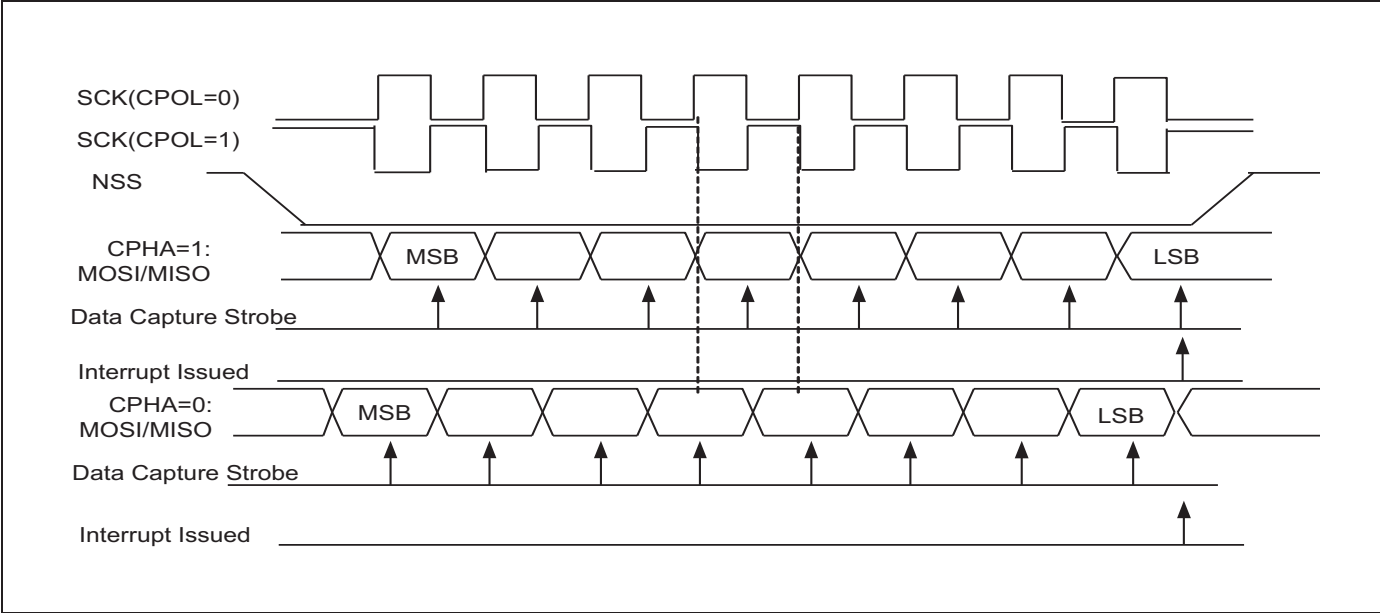 SCK(CPOL=0)
SCK(CPOL=1)
NSS
CPHA=1:
MOSI/MISO
MSB
LSB
Data Capture Strobe
Interrupt Issued
CPHA=0:
MOSI/MISO
MSB
LSB
Data Capture Strobe
Interrupt Issued